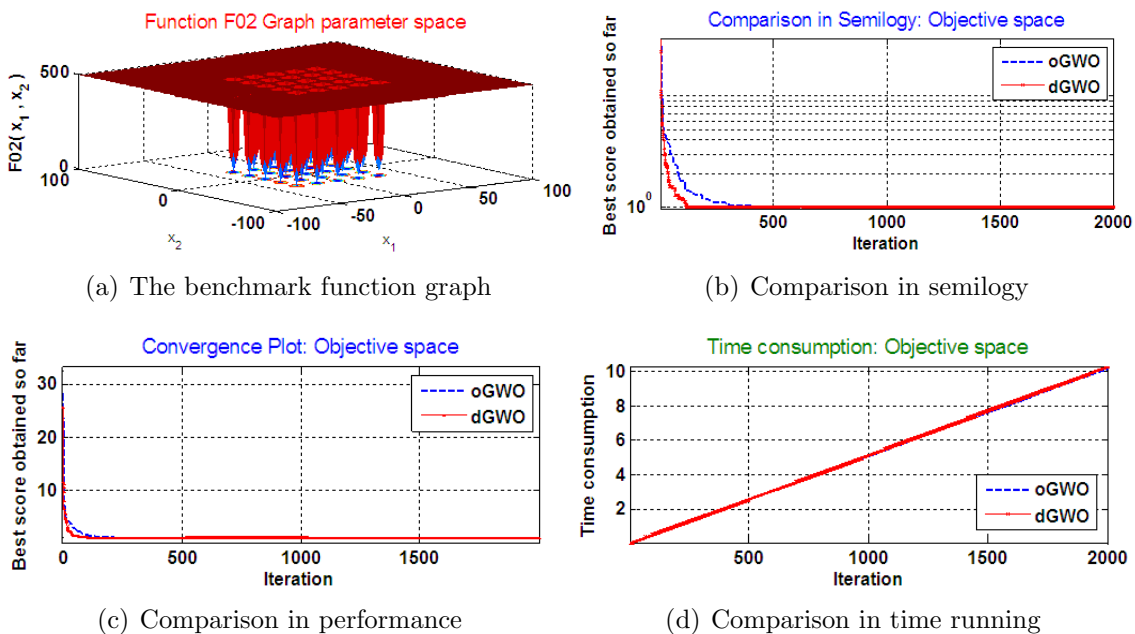 Function F02 Graph parameter space
F02( x1 , x2 )
500
0
100
0
-100
-100
-50
0
50
100
x2
x1
(a) The benchmark function graph
Comparison in Semilogy: Objective space
Best score obtained so far
oGWO
dGWO
10^0
500
1000
1500
2000
Iteration
(b) Comparison in semilogy
Convergence Plot: Objective space
Best score obtained so far
30
20
10
oGWO
dGWO
0
500
1000
1500
Iteration
(c) Comparison in performance
Time consumption: Objective space
Time consumption
10
8
6
4
2
oGWO
dGWO
500
1000
1500
2000
Iteration
(d) Comparison in time running